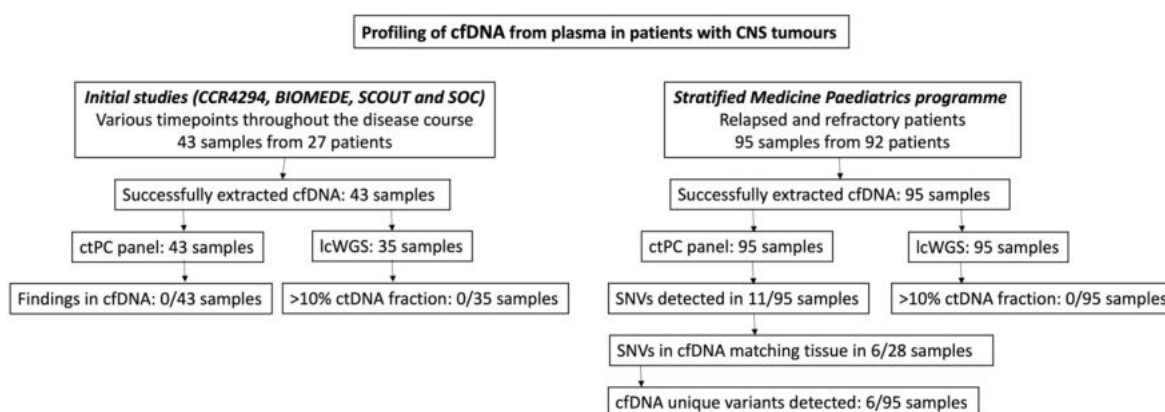 Profiling of cfDNA from plasma in patients with CNS tumours
Initial studies (CCR4294, BIOMEDE, SCOUT and SOC)
Various timepoints throughout the disease course
43 samples from 27 patients
Successfully extracted cfDNA: 43 samples
ctPC panel: 43 samples
lcWGS: 35 samples
Findings in cfDNA: 0/43 samples
>10% ctDNA fraction: 0/35 samples
Stratified Medicine Paediatrics programme
Relapsed and refractory patients
95 samples from 92 patients
Successfully extracted cfDNA: 95 samples
ctPC panel: 95 samples
lcWGS: 95 samples
SNVs detected in 11/95 samples
>10% ctDNA fraction: 0/95 samples
SNVs in cfDNA matching tissue in 6/28 samples
cfDNA unique variants detected: 6/95 samples